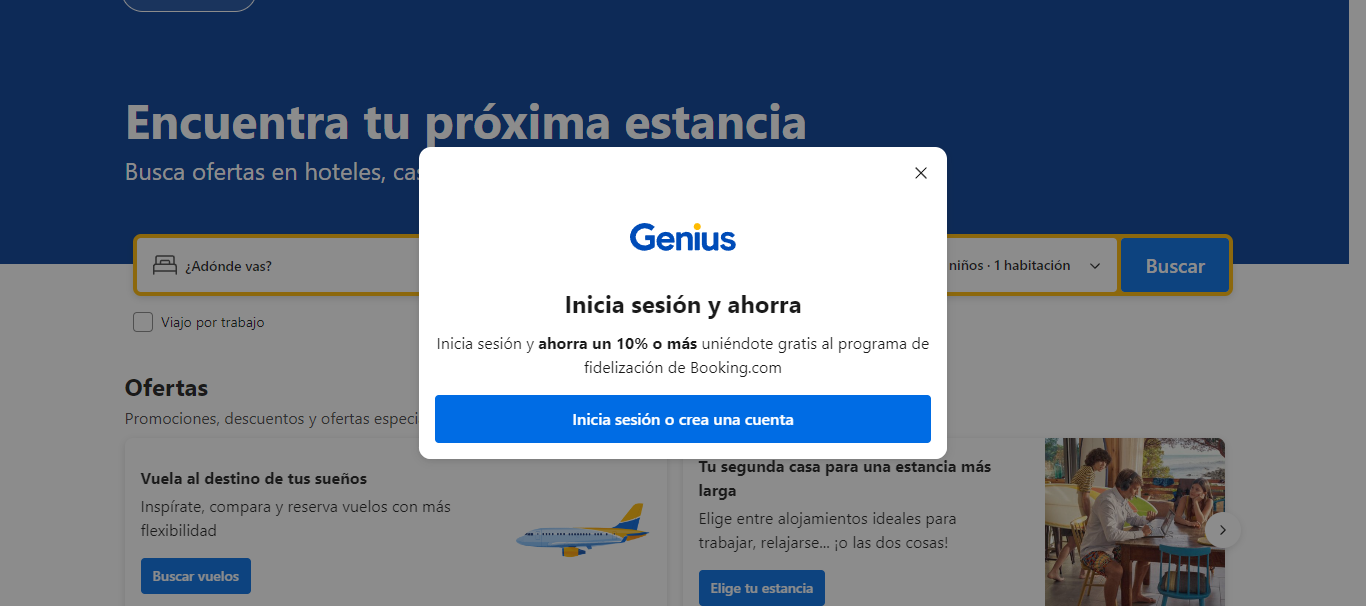 Encuentra tu próxima estancia
Busca ofertas en hoteles,
Genius
Inicia sesión y ahorra
Inicia sesión y ahorra un 10% o más uniéndote gratis al programa de
fidelización de Booking.com
Inicia sesión o crea una cuenta
¿Adónde vas?
niños · 1 habitación
Buscar
Viajo por trabajo
Ofertas
Promociones, descuentos y ofertas
Vuela al destino de tus sueños
Inspírate, compara y reserva vuelos con más
flexibilidad
Buscar vuelos
Tu segunda casa para una estancia más
larga
Elige entre alojamientos ideales para
trabajar, relajarse... ¡o las dos cosas!
Elige tu estancia